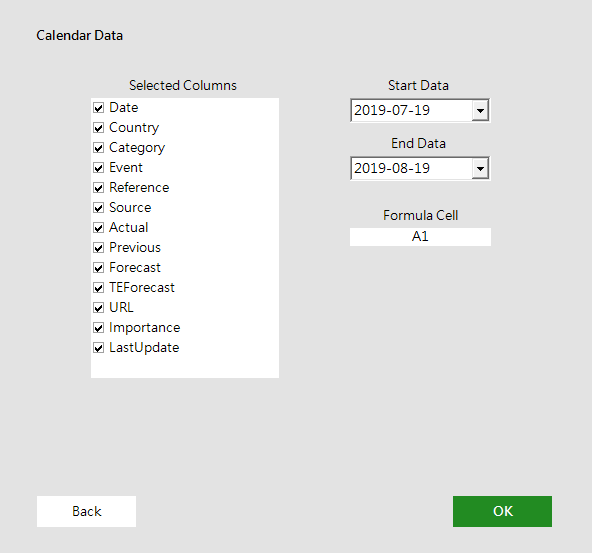 Calendar Data
Selected Columns
Date
Country
Category
Event
Reference
Source
Actual
Previous
Forecast
TEForecast
URL
Importance
LastUpdate
Start Data
2019-07-19
End Data
2019-08-19
Formula Cell
A1
Back
OK